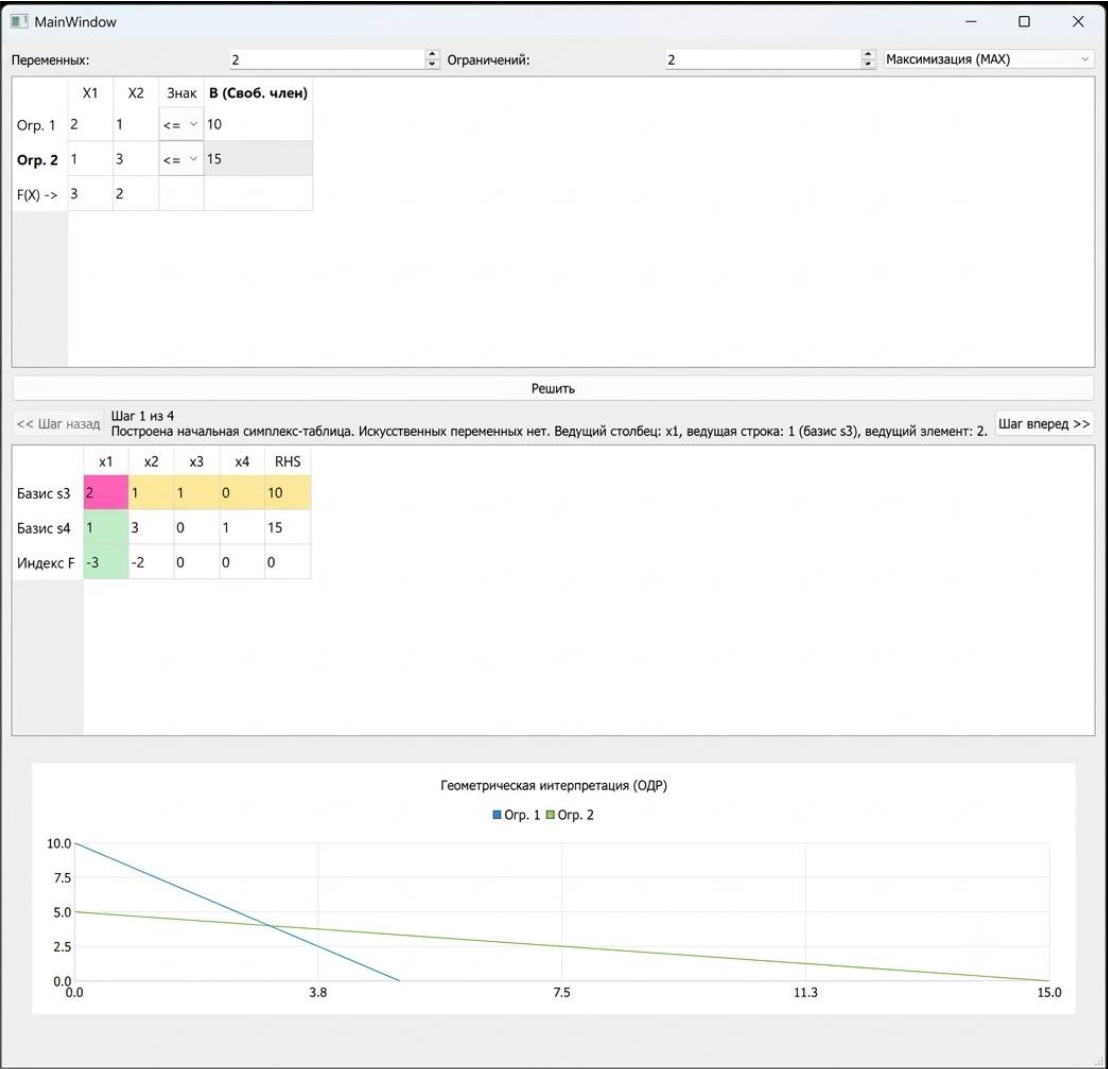 MainWindow
Переменных: 2 Ограничений: 2 Максимизация (MAX)
X1 X2 Знак В (Своб. член)
Огр. 1 2 1 <= 10
Огр. 2 1 3 <= 15
F(X) -> 3 2
Решить
<< Шаг назад
Шаг 1 из 4
Построена начальная симплекс-таблица. Искусственных переменных нет. Ведущий столбец: x1, ведущая строка: 1 (базис s3), ведущий элемент: 2.
Шаг вперед >>
x1 x2 x3 x4 RHS
Базис s3 2 1 1 0 10
Базис s4 1 3 0 1 15
Индекс F -3 -2 0 0 0
Геометрическая интерпретация (ОДР)
Огр. 1 Огр. 2
10.0
7.5
5.0
2.5
0.0
0.0 3.8 7.5 11.3 15.0